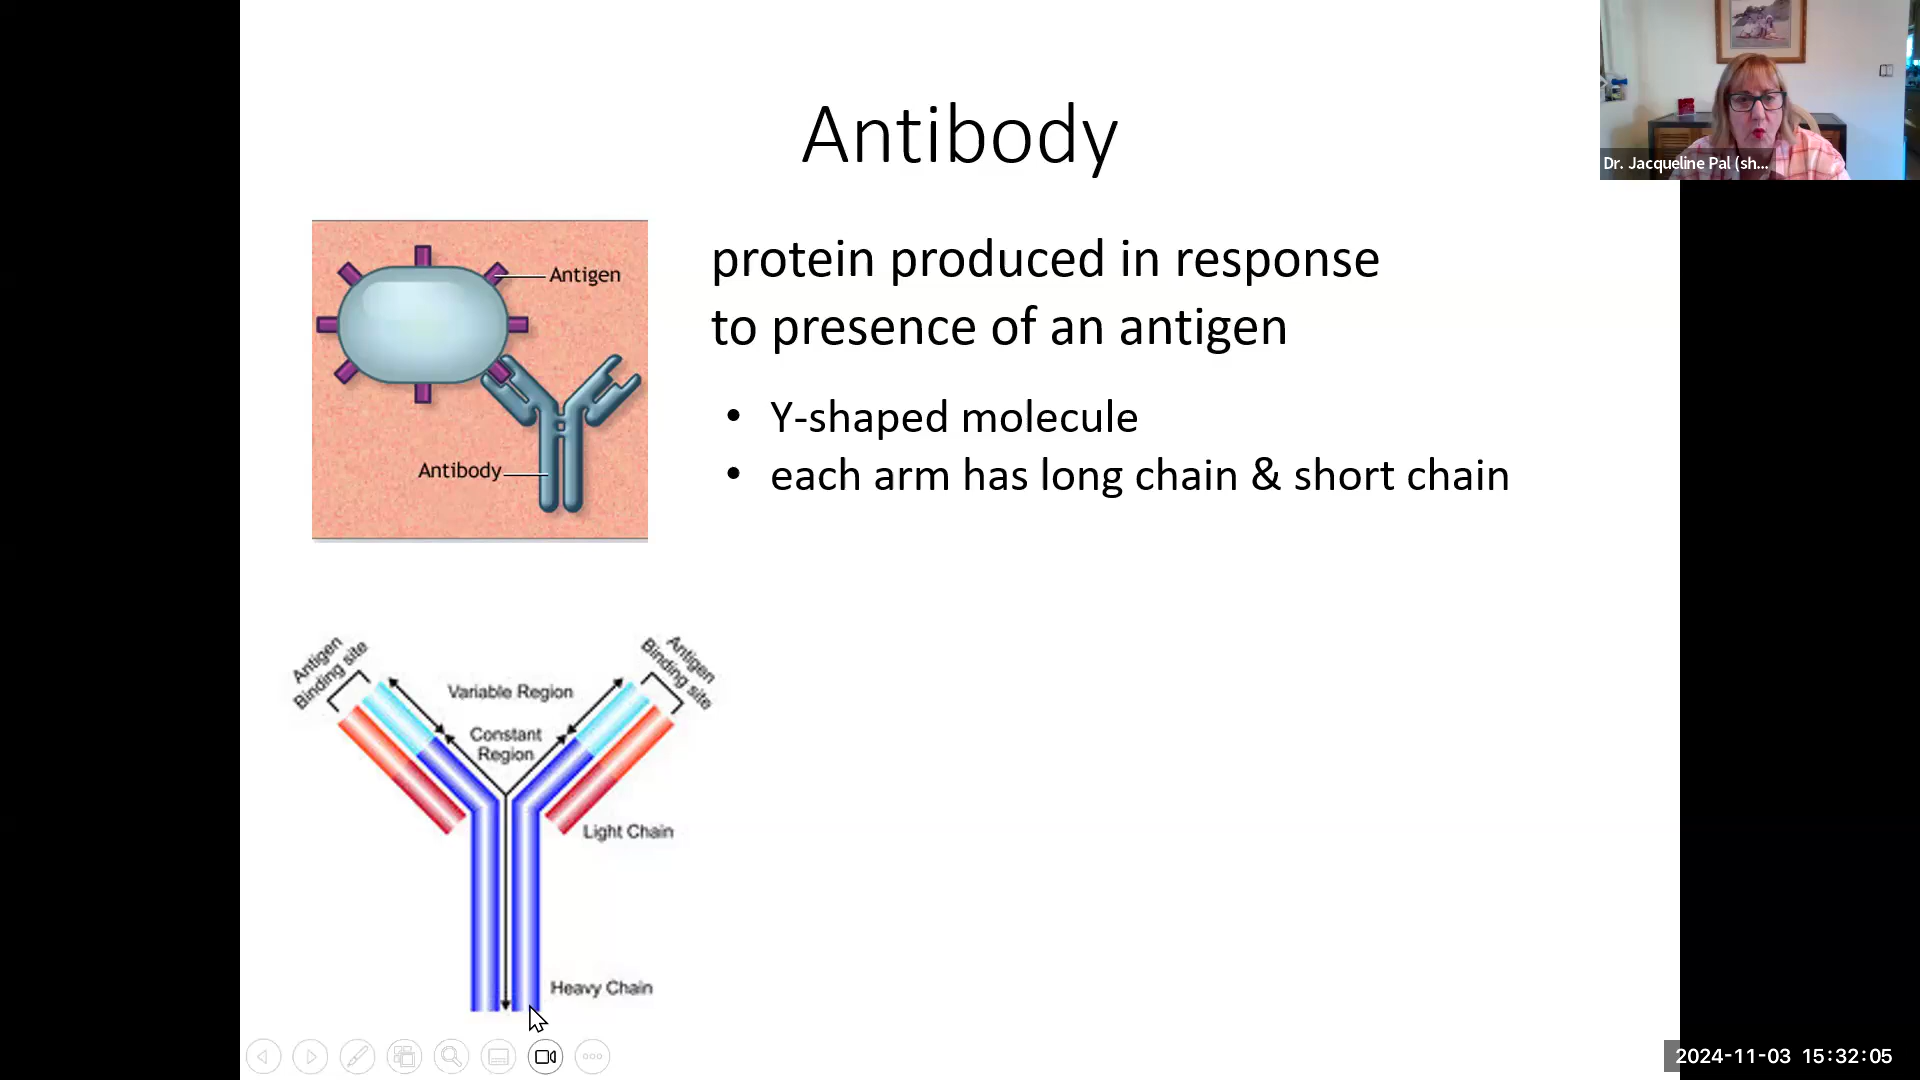 Antibody
Dr. Jacqueline Pal (sh...
Antigen
Antibody
protein produced in response
to presence of an antigen
• Y-shaped molecule
• each arm has long chain & short chain
Antigen
Binding site
Variable Region
Antigen
Binding site
Constant
Region
Light Chain
Heavy Chain
2024-11-03 15:32:05